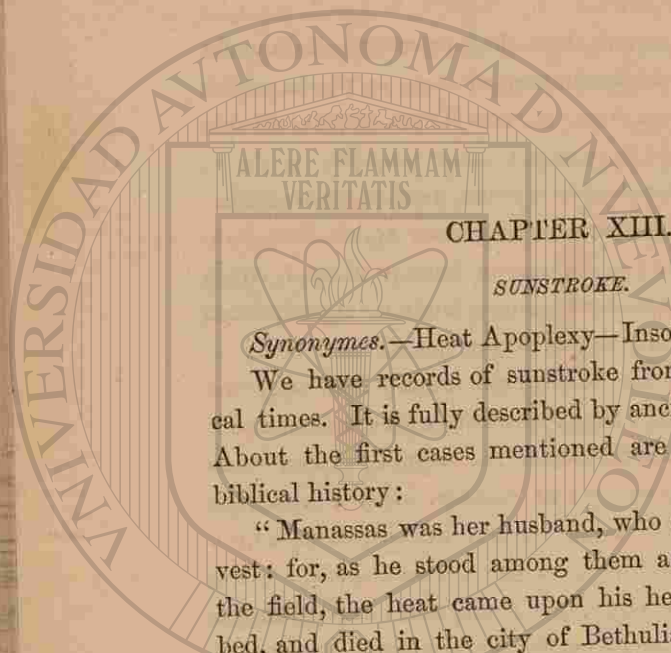 VNIVERSIDAD AVTONOMA D NVEVO LEON
ALERE FLAMMAM
VERITATIS
CHAPTER XIII.
SUNSTROKE.
Synonymes.—Heat Apoplexy—Inso
We have records of sunstroke fro
cal times. It is fully described by anc
About the first cases mentioned are
biblical history:
“Manassas was her husband, who
vest: for, as he stood among them a
the field, the heat came upon his he
bed, and died in the city of Bethuli